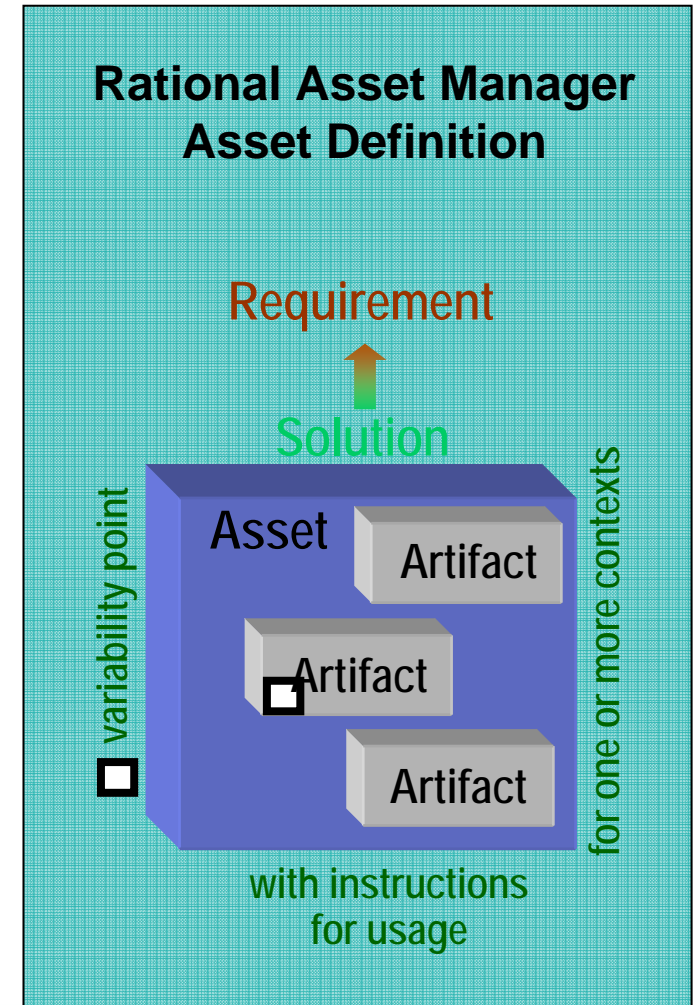 Rational Asset Manager
Asset Definition
Requirement
Solution
Asset
Artifact
Artifact
Artifact
variability point
for one or more contexts
with instructions
for usage